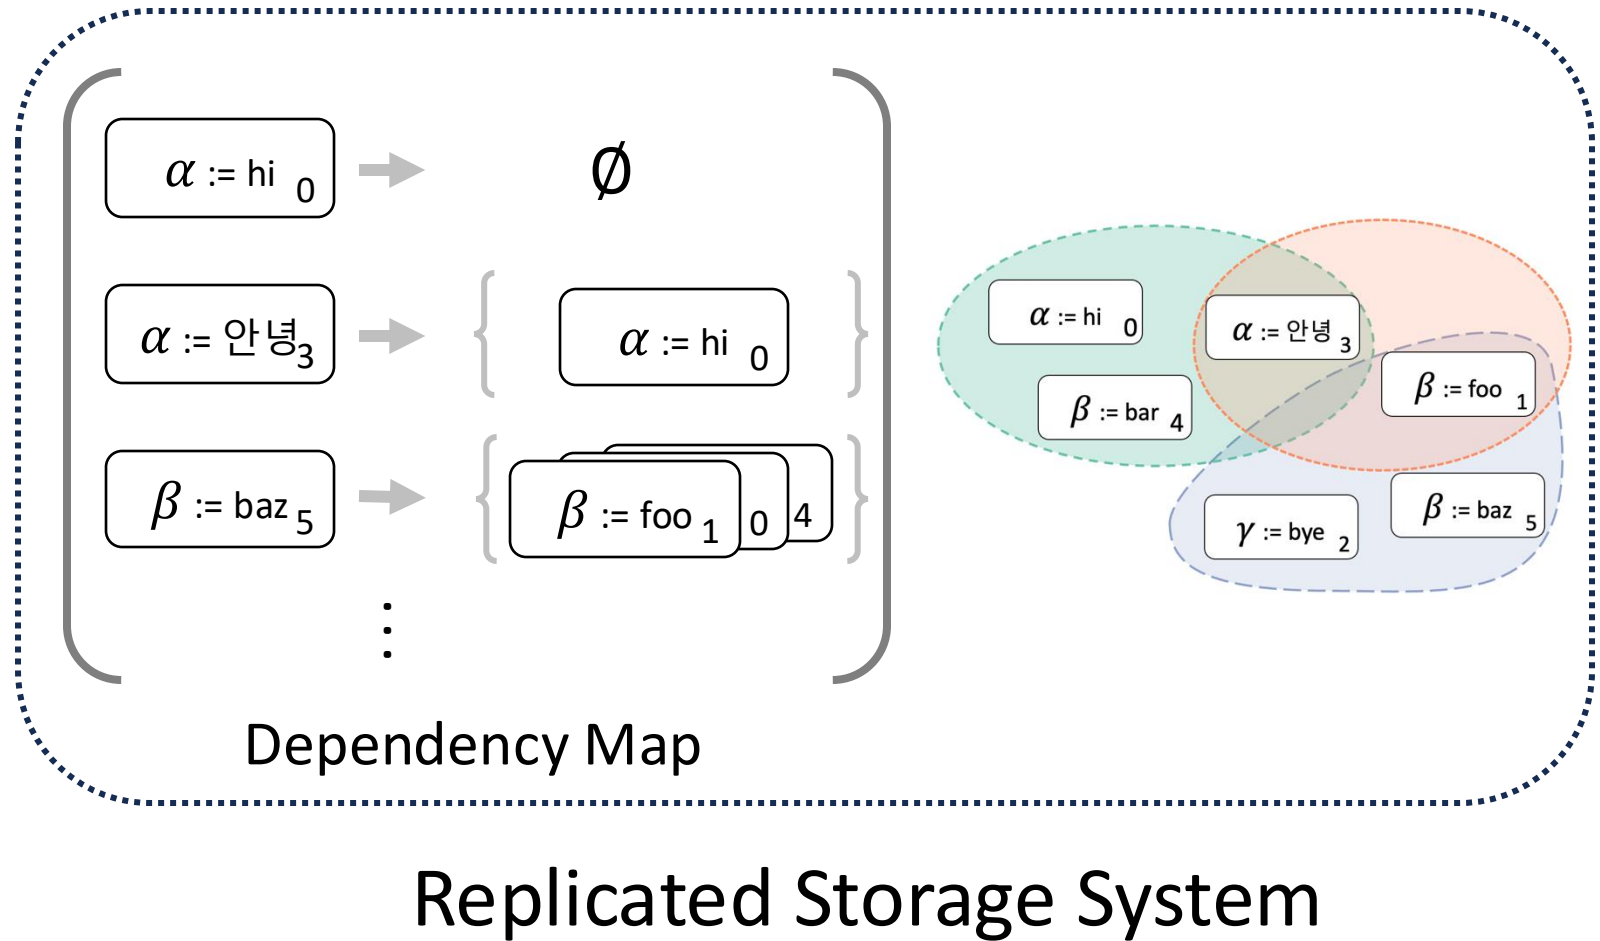 α := hi 0
∅
α := 안녕 3
α := hi 0
β := baz 5
β := foo 1
0
4
⋮
Dependency Map
α := hi 0
α := 안녕 3
β := foo 1
β := bar 4
γ := bye 2
β := baz 5
Replicated Storage System